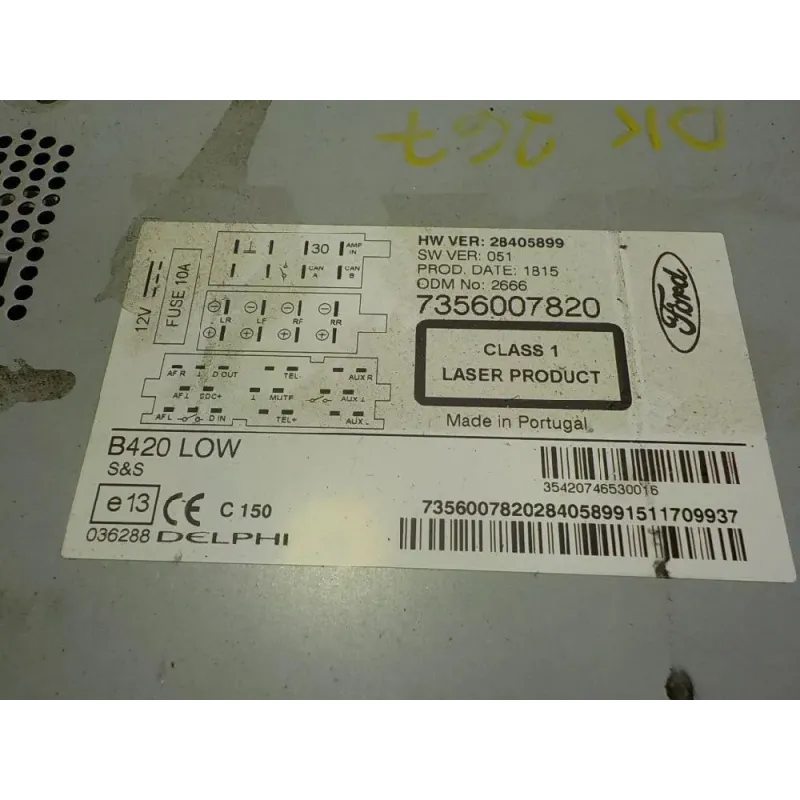 DK 267
12V
FUSE 10A
30
AMP IN
CAN A
CAN B
LR LF RF RR
AF R D OUT TEL- AUX R
AF⊥ SDC+ MUTE AUX⊥
AF L D IN TEL+ AUX L
HW VER: 28405899
SW VER: 051
PROD. DATE: 1815
ODM No: 2666
7356007820
CLASS 1
LASER PRODUCT
Made in Portugal
Ford
B420 LOW
S&S
35420746530016
e13 CE C 150
036288 DELPHI
73560078202840589915117099​37